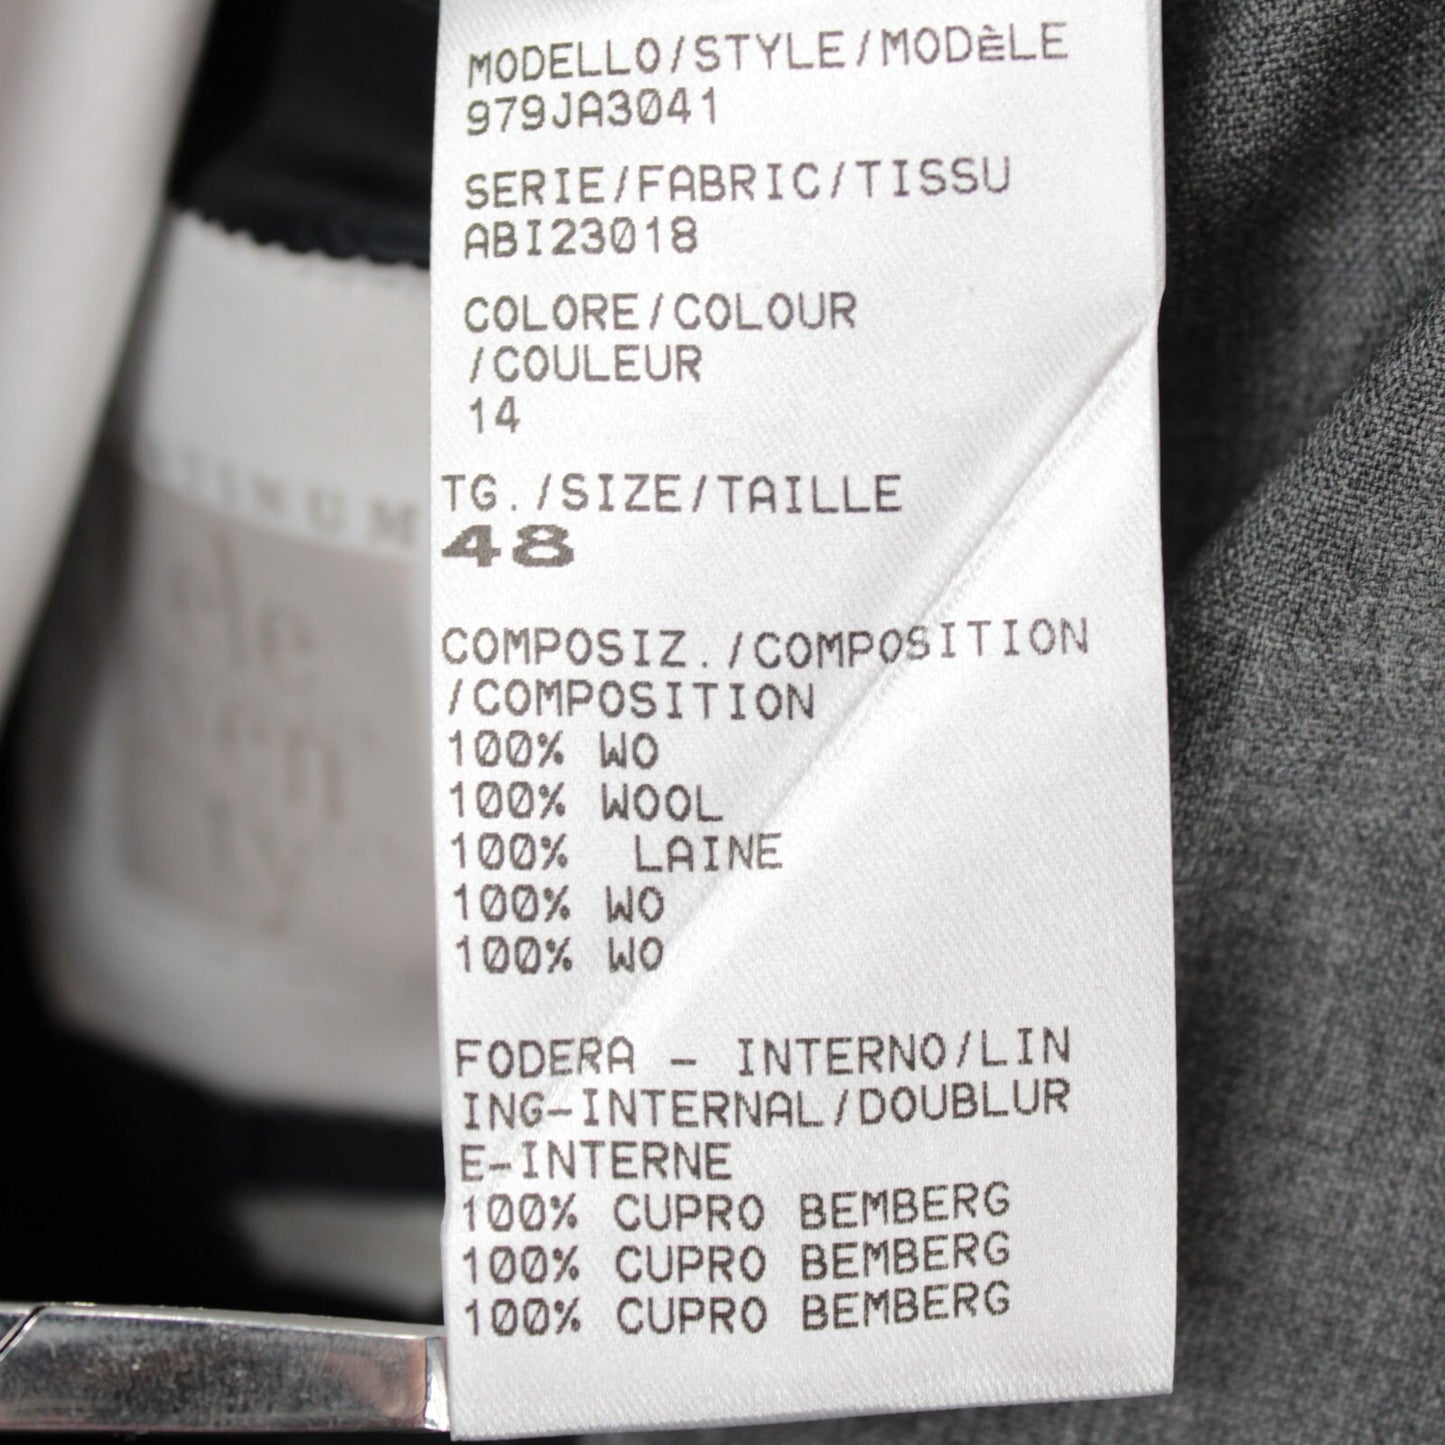 MODELLO/STYLE/MODÈLE
979JA3041
SERIE/FABRIC/TISSU
ABI23018
COLORE/COLOUR
/COULEUR
14
TG./SIZE/TAILLE
48
COMPOSIZ./COMPOSITION
/COMPOSITION
100% WO
100% WOOL
100% LAINE
100% WO
100% WO
FODERA - INTERNO/LIN
ING-INTERNAL/DOUBLUR
E-INTERNE
100% CUPRO BEMBERG
100% CUPRO BEMBERG
100% CUPRO BEMBERG